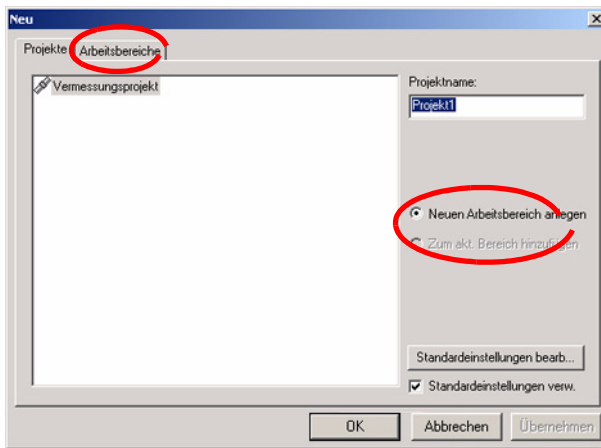 Neu
Projekte Arbeitsbereiche
Vermessungsprojekt
Projektname:
Projekt1
Neuen Arbeitsbereich anlegen
Zum akt. Bereich hinzufügen
Standardeinstellungen bearb...
Standardeinstellungen verw.
OK Abbrechen Übernehmen